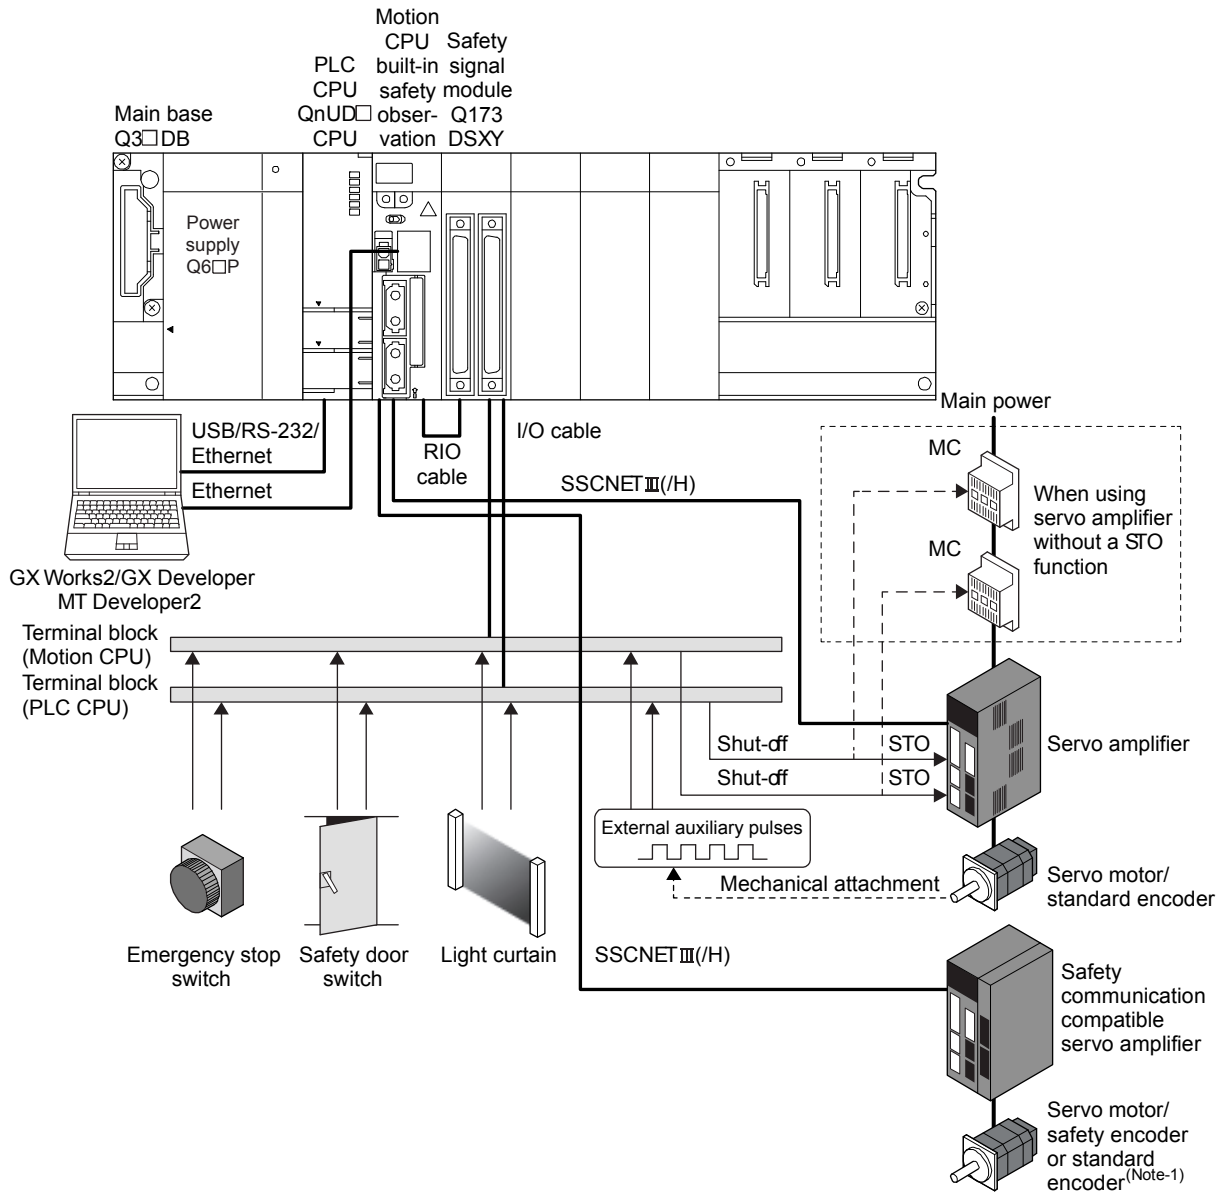 Main base
Q3□DB
PLC
CPU
QnUD□
CPU
Motion
CPU
built-in
safety
obser-
vation
Safety
signal
module
Q173
DSXY
Power
supply
Q6□P
USB/RS-232/
Ethernet
Ethernet
RIO
cable
I/O cable
SSCNETⅢ(/H)
GX Works2/GX Developer
MT Developer2
Main power
MC
MC
When using
servo amplifier
without a STO
function
Terminal block
(Motion CPU)
Terminal block
(PLC CPU)
Shut-off
STO
Shut-off
STO
Servo amplifier
External auxiliary pulses
Mechanical attachment
Servo motor/
standard encoder
Emergency stop
switch
Safety door
switch
Light curtain
SSCNETⅢ(/H)
Safety
communication
compatible
servo amplifier
Servo motor/
safety encoder
or standard
encoder(Note-1)